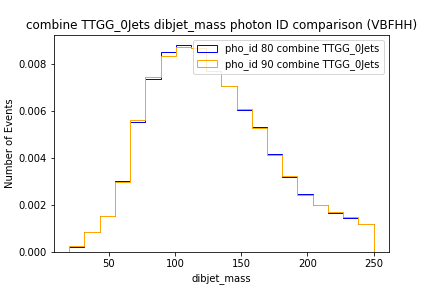 combine TTGG_0Jets dibjet_mass photon ID comparison (VBFHH)
pho_id 80 combine TTGG_0Jets
pho_id 90 combine TTGG_0Jets
Number of Events
0.008
0.006
0.004
0.002
0.000
50
100
150
200
250
dibjet_mass